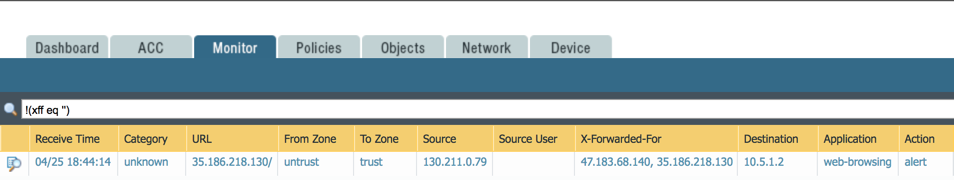 Dashboard ACC Monitor Policies Objects Network Device
!(xff eq '')
Receive Time Category URL From Zone To Zone Source Source User X-Forwarded-For Destination Application Action
04/25 18:44:14 unknown 35.186.218.130/ untrust trust 130.211.0.79 47.183.68.140, 35.186.218.130 10.5.1.2 web-browsing alert